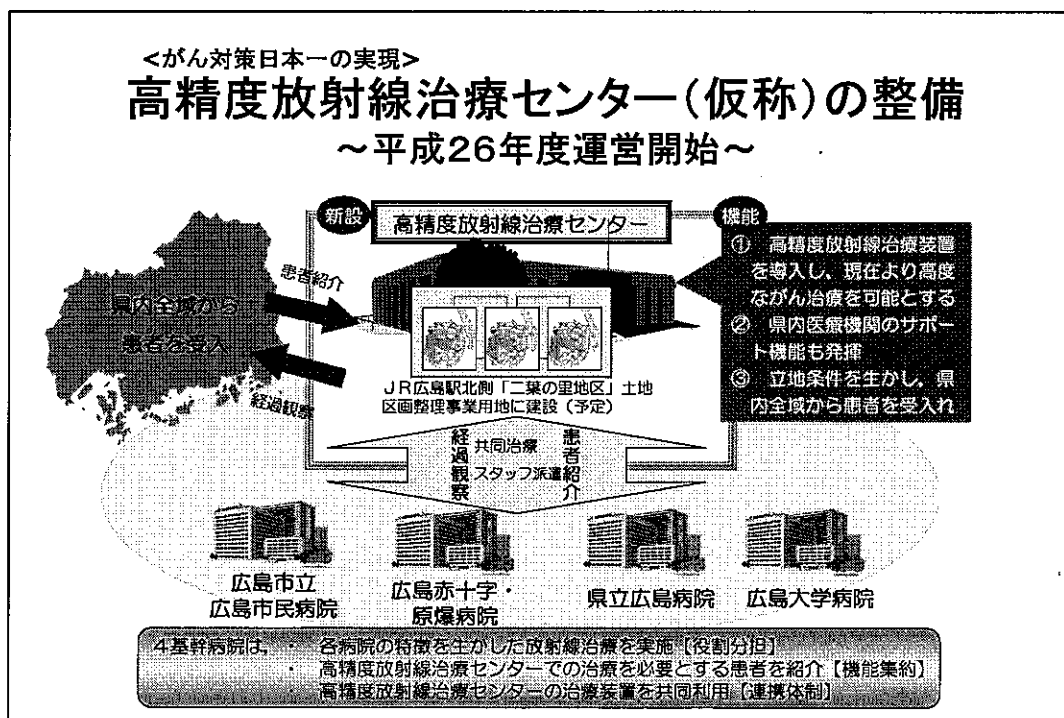 <がん対策日本一の実現>
高精度放射線治療センター(仮称)の整備
～平成26年度運営開始～
新設
高精度放射線治療センター
機能
① 高精度放射線治療装置
を導入し、現在より高度
ながん治療を可能とする
② 県内医療機関のサポー
ト機能も発揮
③ 立地条件を生かし、県
内全域から患者を受入れ
患者紹介
県内全域から
患者を受入
経過観察
JR広島駅北側「二葉の里地区」土地
区画整理事業用地に建設（予定）
経過観察
共同治療
スタッフ派遣
患者紹介
広島市立
広島市民病院
広島赤十字・
原爆病院
県立広島病院
広島大学病院
4基幹病院は、・ 各病院の特徴を生かした放射線治療を実施【役割分担】
・ 高精度放射線治療センターでの治療を必要とする患者を紹介【機能集約】
・ 高精度放射線治療センターの治療装置を共同利用【連携体制】